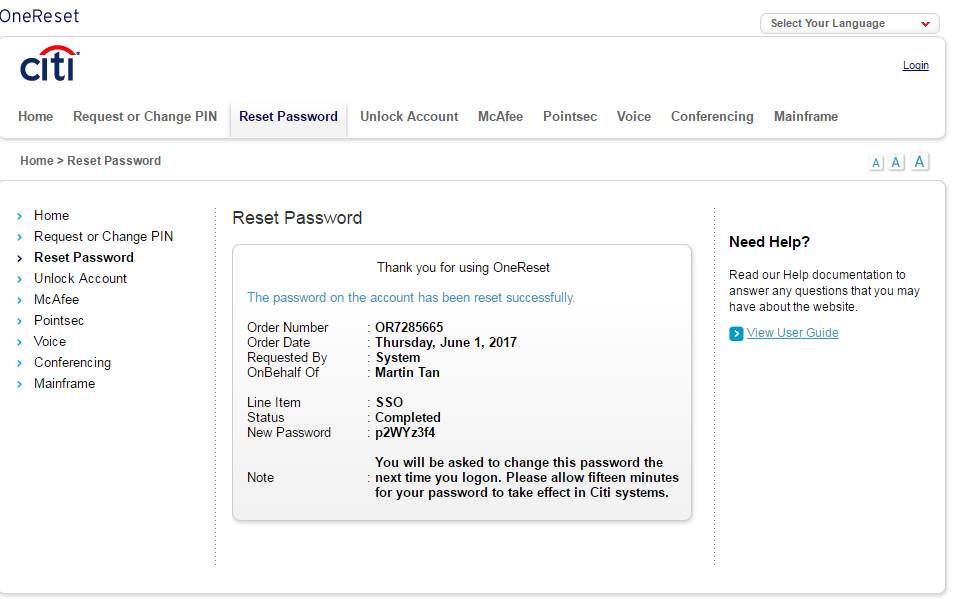 OneReset
Select Your Language
citi
Login
Home Request or Change PIN Reset Password Unlock Account McAfee Pointsec Voice Conferencing Mainframe
Home > Reset Password
A A A
Home
Request or Change PIN
Reset Password
Unlock Account
McAfee
Pointsec
Voice
Conferencing
Mainframe
Reset Password
Thank you for using OneReset
The password on the account has been reset successfully.
Order Number : OR7285665
Order Date : Thursday, June 1, 2017
Requested By : System
OnBehalf Of : Martin Tan
Line Item : SSO
Status : Completed
New Password : p2WYz3f4
You will be asked to change this password the
Note : next time you logon. Please allow fifteen minutes
for your password to take effect in Citi systems.
Need Help?
Read our Help documentation to
answer any questions that you may
have about the website.
View User Guide